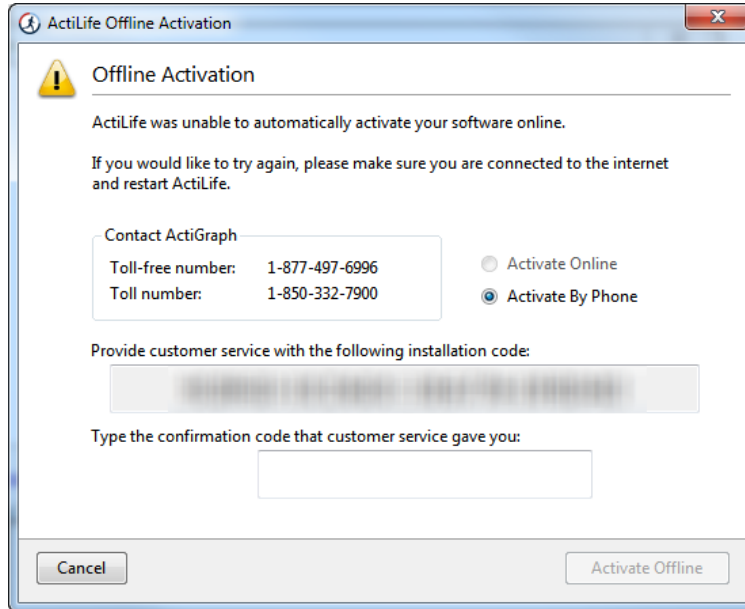 ActiLife Offline Activation
Offline Activation
ActiLife was unable to automatically activate your software online.
If you would like to try again, please make sure you are connected to the internet
and restart ActiLife.
Contact ActiGraph
Toll-free number: 1-877-497-6996
Toll number: 1-850-332-7900
Activate Online
Activate By Phone
Provide customer service with the following installation code:
Type the confirmation code that customer service gave you:
Cancel
Activate Offline